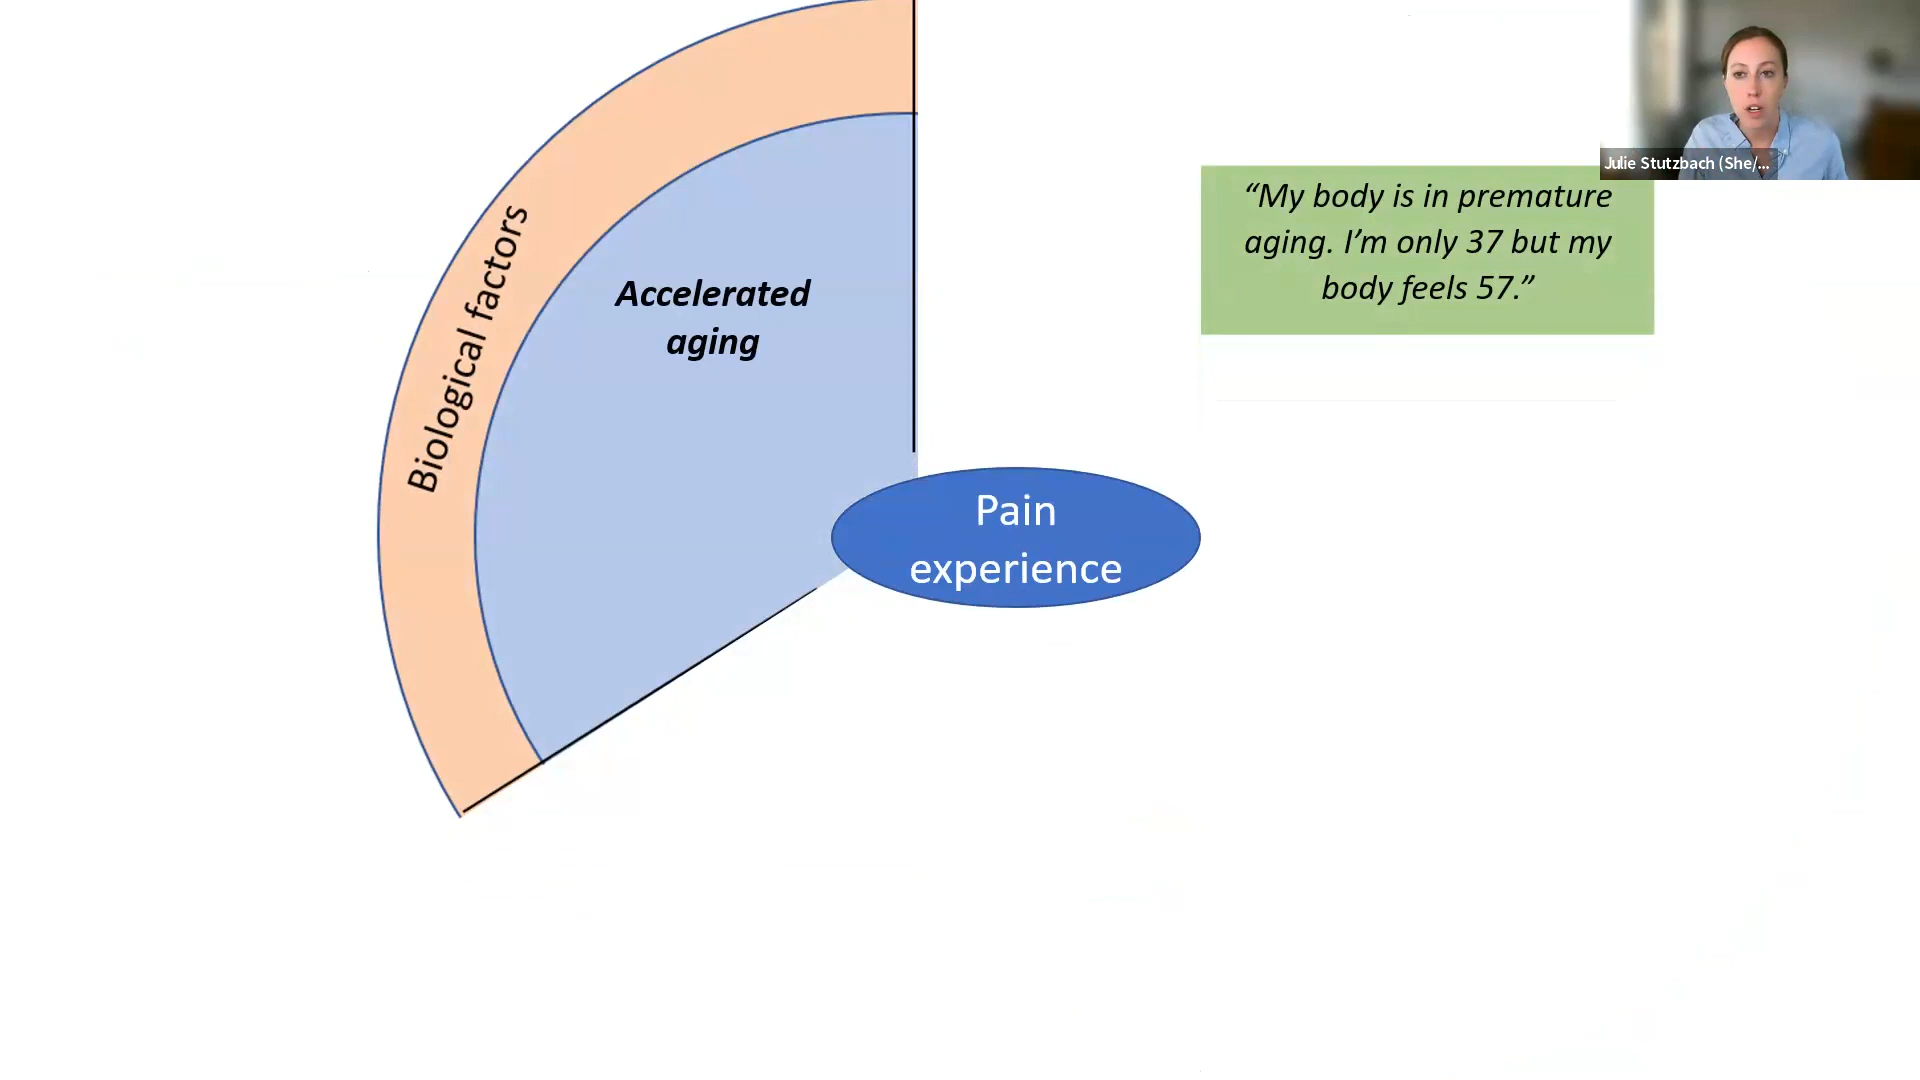 Julie Stutzbach (She/...
“My body is in premature
aging. I’m only 37 but my
body feels 57.”
Biological factors
Accelerated
aging
Pain
experience